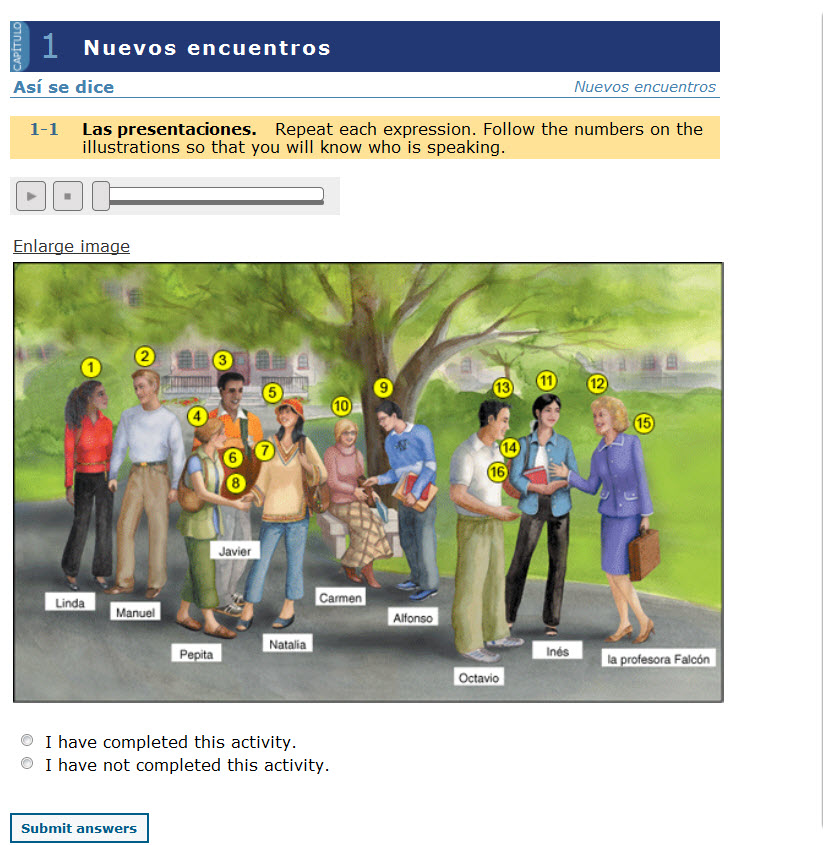 CAPÍTULO
1 Nuevos encuentros
Así se dice Nuevos encuentros
1-1 Las presentaciones. Repeat each expression. Follow the numbers on the
illustrations so that you will know who is speaking.
Enlarge image
1
2
3
4
5
6
7
8
9
10
11
12
13
14
15
16
Javier
Linda
Manuel
Carmen
Alfonso
Pepita
Natalia
Inés
la profesora Falcón
Octavio
I have completed this activity.
I have not completed this activity.
Submit answers